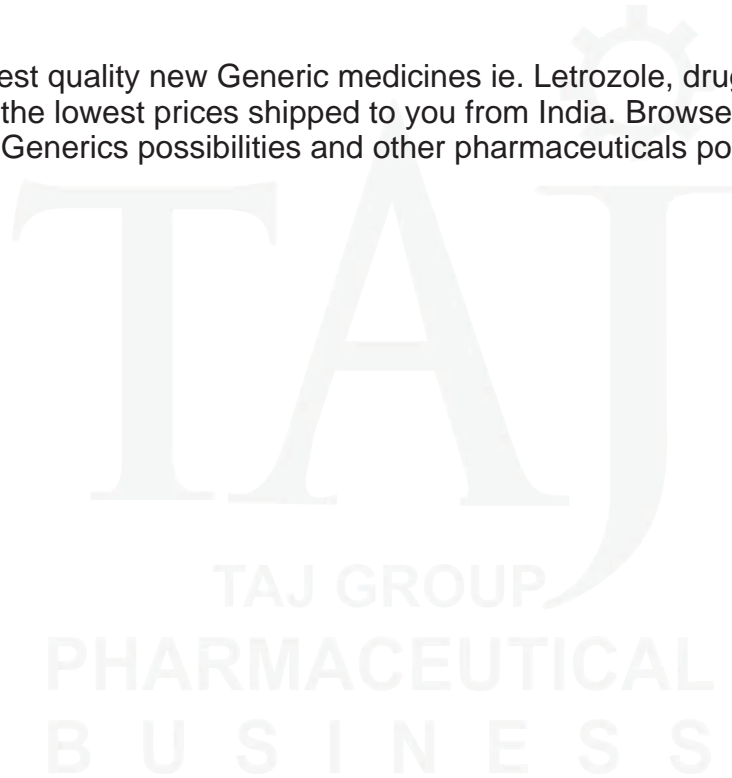 est quality new Generic medicines ie. Letrozole, drug
the lowest prices shipped to you from India. Browse
Generics possibilities and other pharmaceuticals po
TAJ
TAJ GROUP
PHARMACEUTICAL
BUSINESS